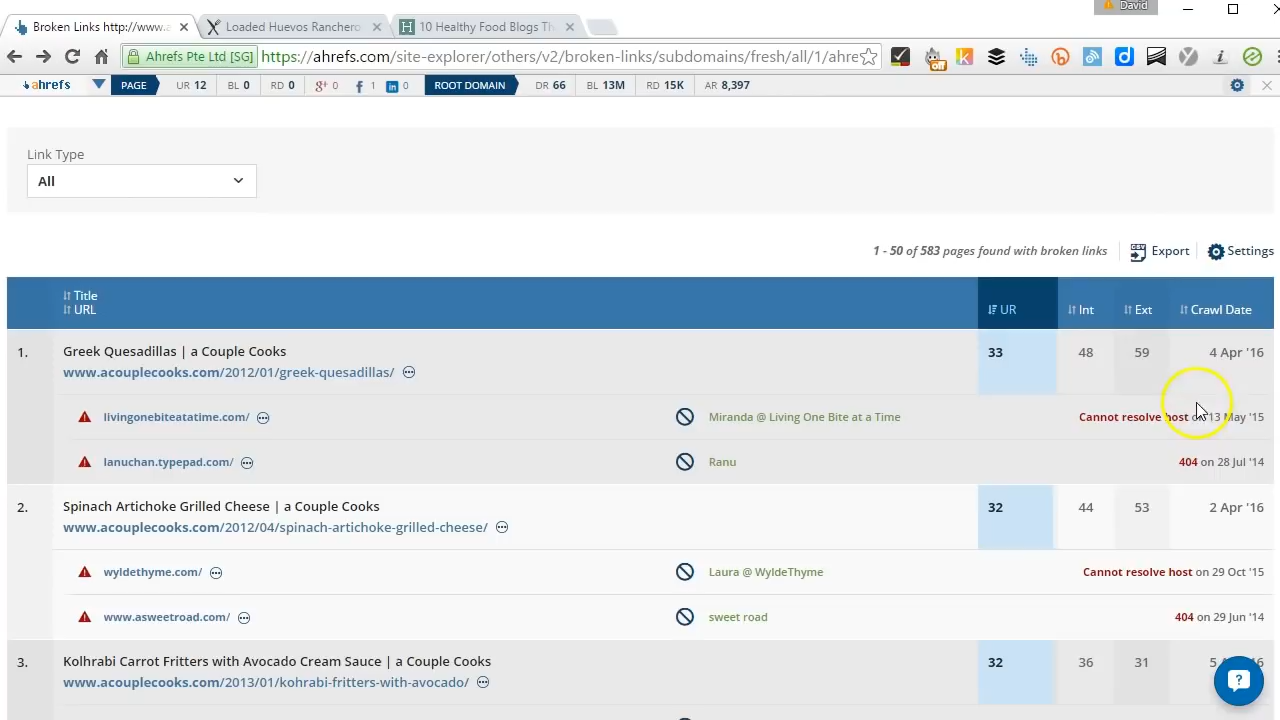 David
Broken Links http://www.a
Loaded Huevos Ranchero
10 Healthy Food Blogs Th
Ahrefs Pte Ltd [SG]
https://ahrefs.com/site-explorer/others/v2/broken-links/subdomains/fresh/all/1/ahre
Off
ahrefs PAGE UR 12 BL 0 RD 0 g+ 0 f 1 in 0 ROOT DOMAIN DR 66 BL 13M RD 15K AR 8,397
Link Type
All
1 - 50 of 583 pages found with broken links Export Settings
Title
URL UR Int Ext Crawl Date
1. Greek Quesadillas | a Couple Cooks 33 48 59 4 Apr '16
www.acouplecooks.com/2012/01/greek-quesadillas/
livingonebiteatatime.com/ Miranda @ Living One Bite at a Time Cannot resolve host on 13 May '15
lanuchan.typepad.com/ Ranu 404 on 28 Jul '14
2. Spinach Artichoke Grilled Cheese | a Couple Cooks 32 44 53 2 Apr '16
www.acouplecooks.com/2012/04/spinach-artichoke-grilled-cheese/
wyldethyme.com/ Laura @ WyldeThyme Cannot resolve host on 29 Oct '15
www.asweetroad.com/ sweet road 404 on 29 Jun '14
3. Kolhrabi Carrot Fritters with Avocado Cream Sauce | a Couple Cooks 32 36 31 5
www.acouplecooks.com/2013/01/kohrabi-fritters-with-avocado/